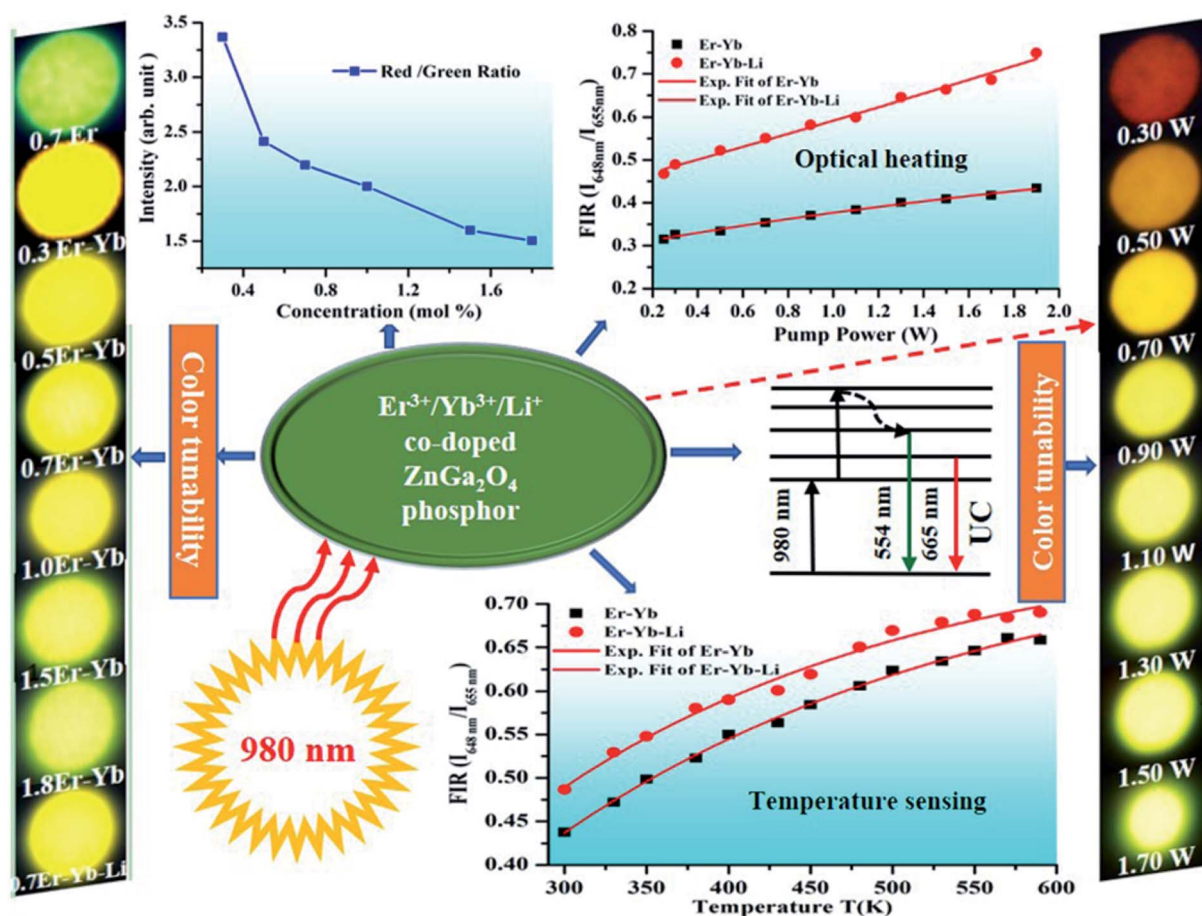 0.7 Er
0.3 Er-Yb
0.5Er-Yb
0.7Er-Yb
1.0Er-Yb
1.5Er-Yb
1.8Er-Yb
0.7Er-Yb-Li
Color tunability
Intensity (arb. unit )
3.5
3.0
2.5
2.0
1.5
Red /Green Ratio
0.4 0.8 1.2 1.6
Concentration (mol %)
FIR (I648nm/I655nm)
0.8
0.7
0.6
0.5
0.4
0.3
0.2
Er-Yb
Er-Yb-Li
Exp. Fit of Er-Yb
Exp. Fit of Er-Yb-Li
Optical heating
0.2 0.4 0.6 0.8 1.0 1.2 1.4 1.6 1.8 2.0
Pump Power (W)
Er³⁺/Yb³⁺/Li⁺
co-doped
ZnGa₂O₄
phosphor
980 nm
980 nm
554 nm
665 nm
UC
FIR (I648 nm/I655 nm)
0.70
0.65
0.60
0.55
0.50
0.45
0.40
Er-Yb
Er-Yb-Li
Exp. Fit of Er-Yb
Exp. Fit of Er-Yb-Li
Temperature sensing
300 350 400 450 500 550 600
Temperature T(K)
Color tunability
0.30 W
0.50 W
0.70 W
0.90 W
1.10 W
1.30 W
1.50 W
1.70 W